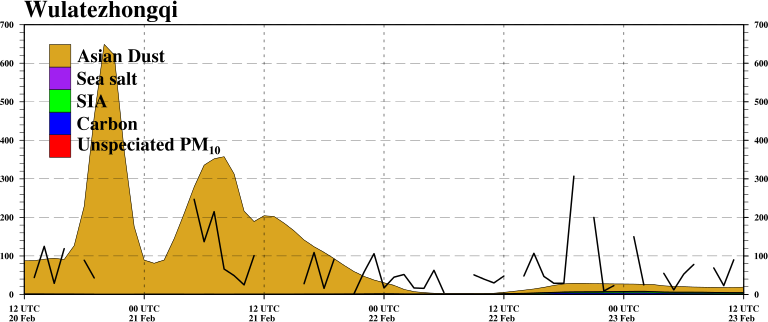 Wulatezhongqi
700 700
600 600
500 500
400 400
300 300
200 200
100 100
0 0
Asian Dust
Sea salt
SIA
Carbon
Unspeciated PM10
12 UTC 00 UTC 12 UTC 00 UTC 12 UTC 00 UTC 12 UTC
20 Feb 21 Feb 21 Feb 22 Feb 22 Feb 23 Feb 23 Feb